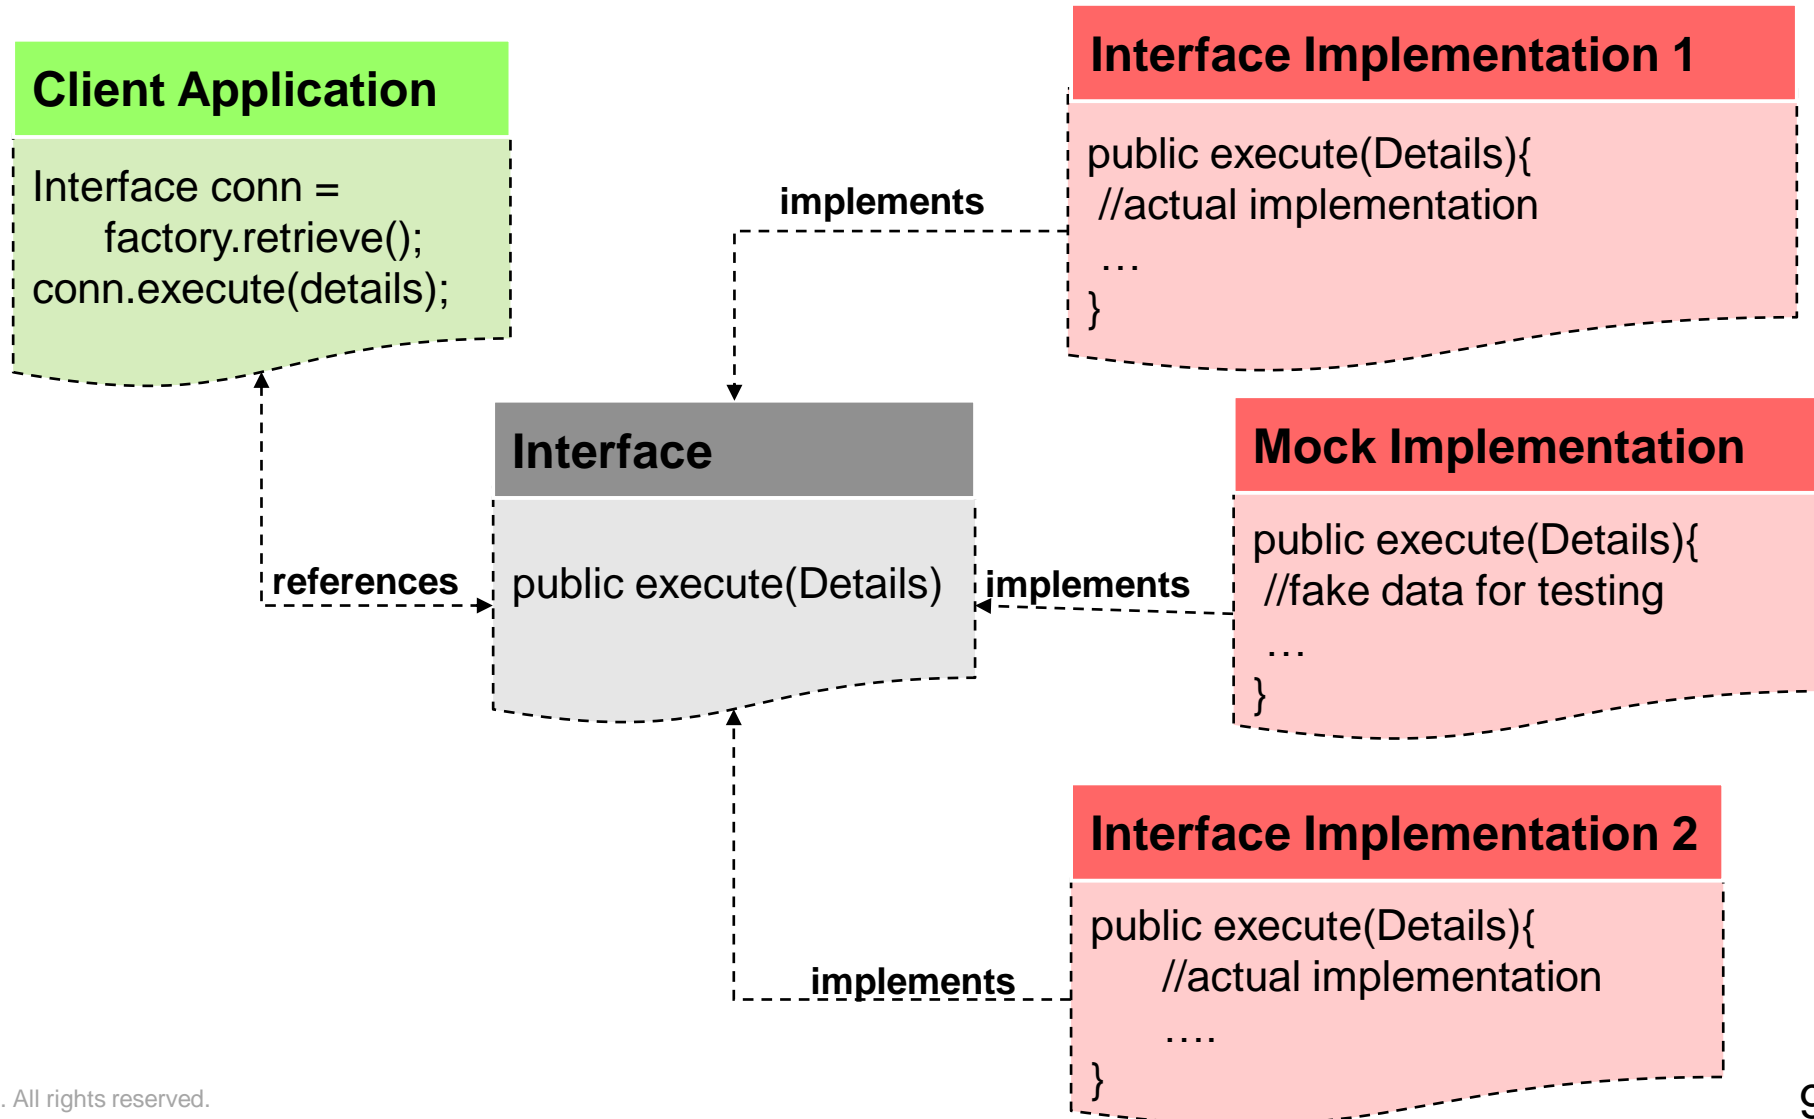 Client Application
Interface conn =
factory.retrieve();
conn.execute(details);
Interface Implementation 1
public execute(Details){
//actual implementation
…
}
implements
Interface
public execute(Details)
references
implements
Mock Implementation
public execute(Details){
//fake data for testing
…
}
Interface Implementation 2
public execute(Details){
//actual implementation
….
}
implements
. All rights reserved.